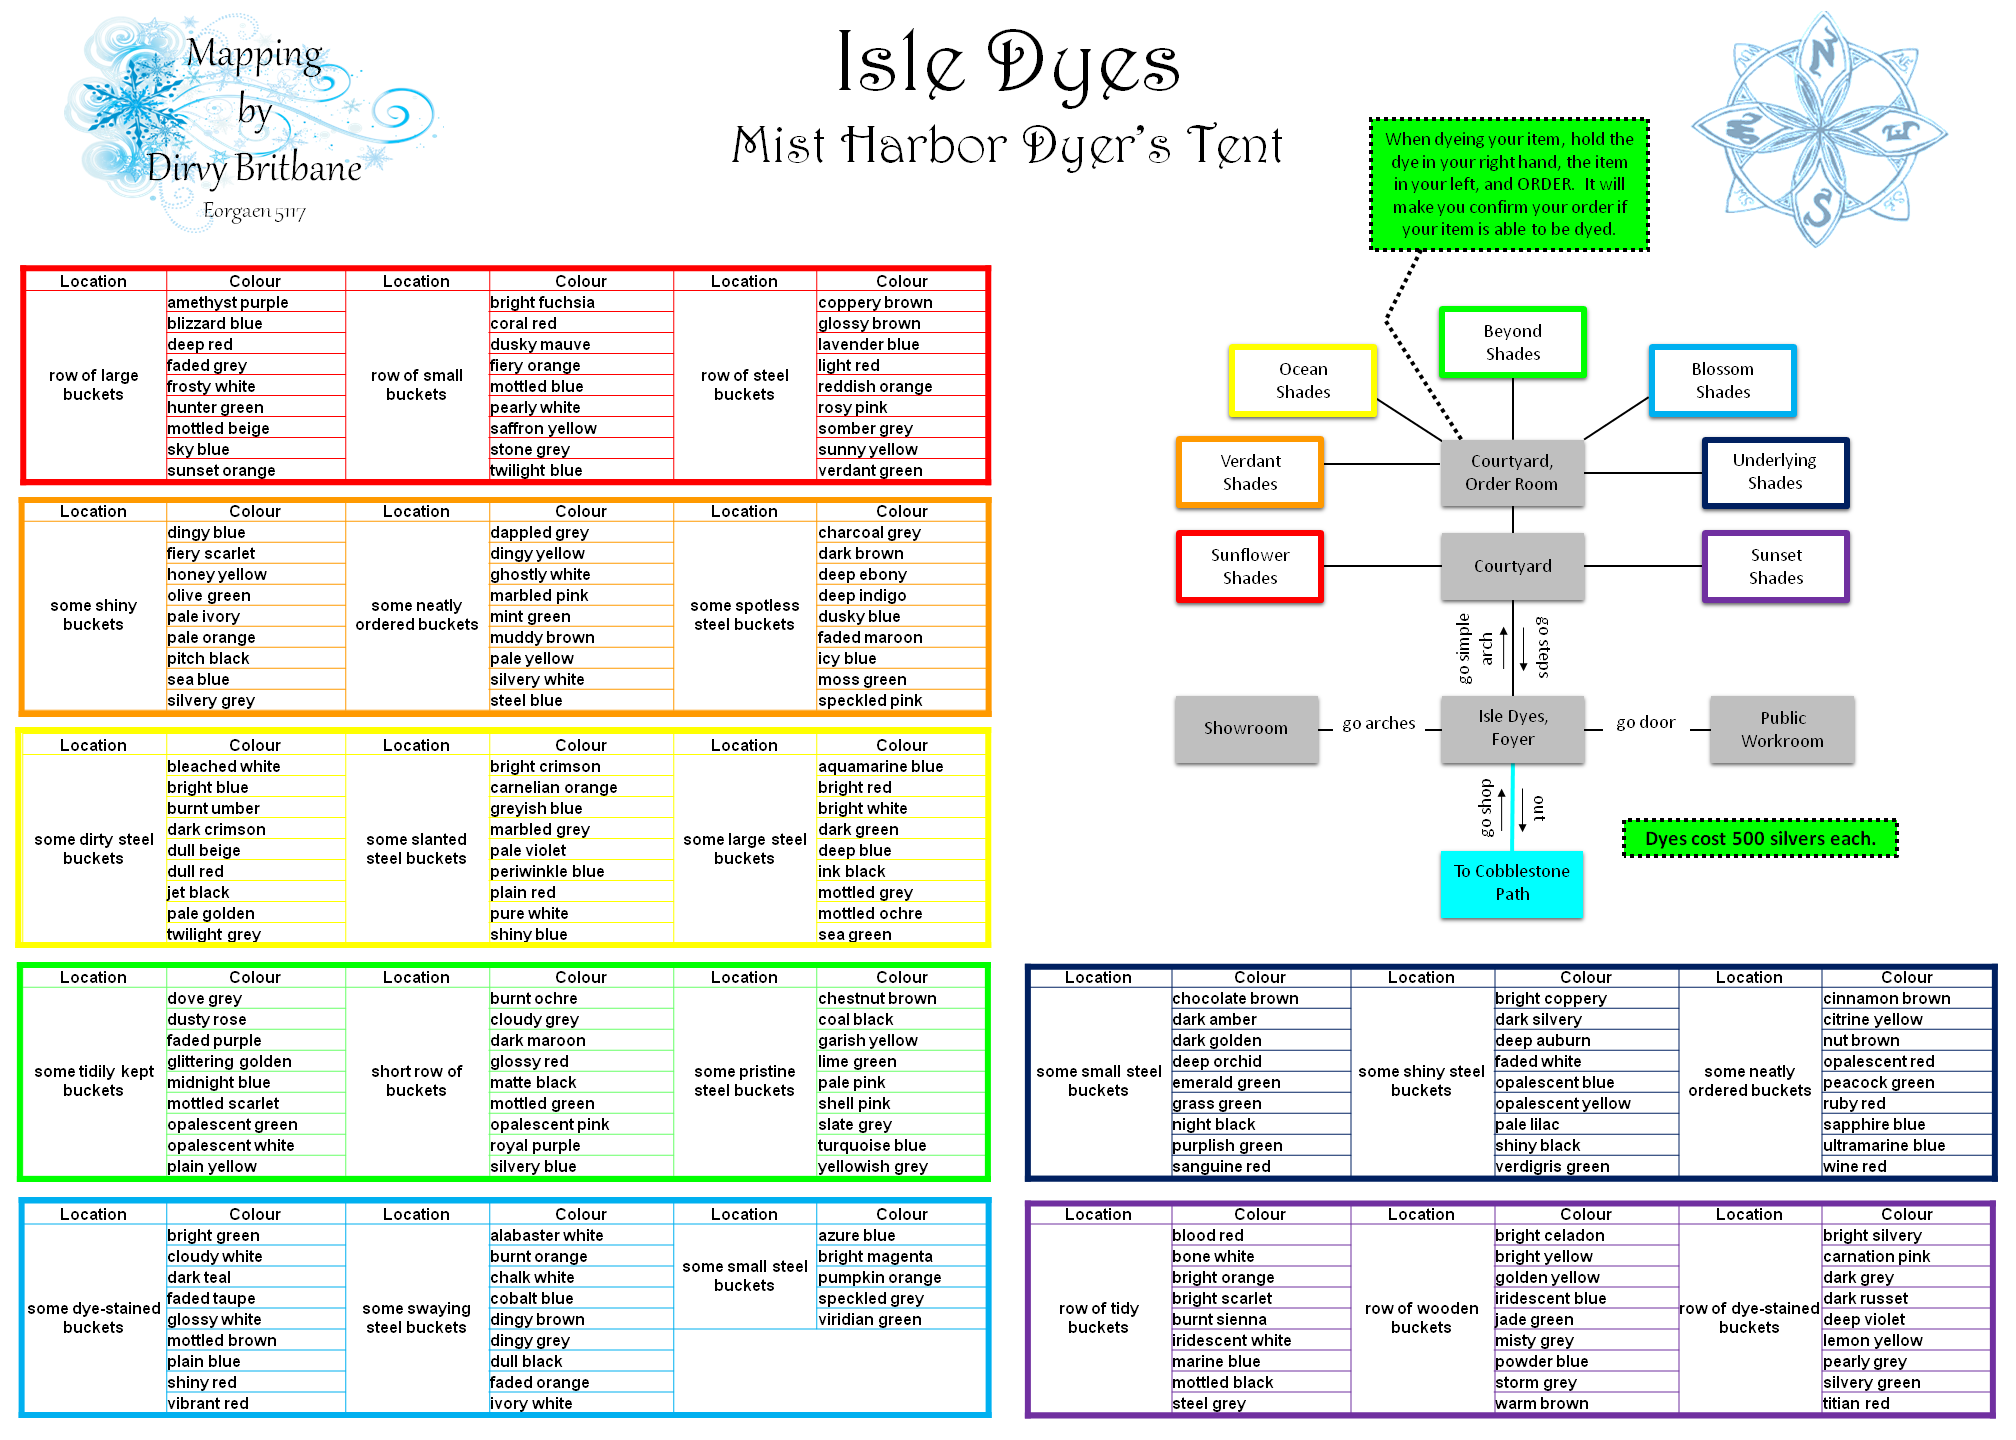 Mapping
by
Dirvy Britbane
Eorgaen 5117
Isle Dyes
Mist Harbor Dyer's Tent
When dyeing your item, hold the
dye in your right hand, the item
in your left, and ORDER. It will
make you confirm your order if
your item is able to be dyed.
N
NE
E
SE
S
SW
W
NW
Beyond
Shades
Ocean
Shades
Blossom
Shades
Verdant
Shades
Courtyard,
Order Room
Underlying
Shades
Sunflower
Shades
Courtyard
Sunset
Shades
go simple
arch
go steps
Showroom
go arches
Isle Dyes,
Foyer
go door
Public
Workroom
go shop
out
Dyes cost 500 silvers each.
To Cobblestone
Path
Location Colour Location Colour Location Colour
row of large
buckets
amethyst purple
blizzard blue
deep red
faded grey
frosty white
hunter green
mottled beige
sky blue
sunset orange
row of small
buckets
bright fuchsia
coral red
dusky mauve
fiery orange
mottled blue
pearly white
saffron yellow
stone grey
twilight blue
row of steel
buckets
coppery brown
glossy brown
lavender blue
light red
reddish orange
rosy pink
somber grey
sunny yellow
verdant green
Location Colour Location Colour Location Colour
some shiny
buckets
dingy blue
fiery scarlet
honey yellow
olive green
pale ivory
pale orange
pitch black
sea blue
silvery grey
some neatly
ordered buckets
dappled grey
dingy yellow
ghostly white
marbled pink
mint green
muddy brown
pale yellow
silvery white
steel blue
some spotless
steel buckets
charcoal grey
dark brown
deep ebony
deep indigo
dusky blue
faded maroon
icy blue
moss green
speckled pink
Location Colour Location Colour Location Colour
some dirty steel
buckets
bleached white
bright blue
burnt umber
dark crimson
dull beige
dull red
jet black
pale golden
twilight grey
some slanted
steel buckets
bright crimson
carnelian orange
greyish blue
marbled grey
pale violet
periwinkle blue
plain red
pure white
shiny blue
some large steel
buckets
aquamarine blue
bright red
bright white
dark green
deep blue
ink black
mottled grey
mottled ochre
sea green
Location Colour Location Colour Location Colour
some tidily kept
buckets
dove grey
dusty rose
faded purple
glittering golden
midnight blue
mottled scarlet
opalescent green
opalescent white
plain yellow
short row of
buckets
burnt ochre
cloudy grey
dark maroon
glossy red
matte black
mottled green
opalescent pink
royal purple
silvery blue
some pristine
steel buckets
chestnut brown
coal black
garish yellow
lime green
pale pink
shell pink
slate grey
turquoise blue
yellowish grey
Location Colour Location Colour Location Colour
some small steel
buckets
chocolate brown
dark amber
dark golden
deep orchid
emerald green
grass green
night black
purplish green
sanguine red
some shiny steel
buckets
bright coppery
dark silvery
deep auburn
faded white
opalescent blue
opalescent yellow
pale lilac
shiny black
verdigris green
some neatly
ordered buckets
cinnamon brown
citrine yellow
nut brown
opalescent red
peacock green
ruby red
sapphire blue
ultramarine blue
wine red
Location Colour Location Colour Location Colour
some dye-stained
buckets
bright green
cloudy white
dark teal
faded taupe
glossy white
mottled brown
plain blue
shiny red
vibrant red
some swaying
steel buckets
alabaster white
burnt orange
chalk white
cobalt blue
dingy brown
dingy grey
dull black
faded orange
ivory white
some small steel
buckets
azure blue
bright magenta
pumpkin orange
speckled grey
viridian green
Location Colour Location Colour Location Colour
row of tidy
buckets
blood red
bone white
bright orange
bright scarlet
burnt sienna
iridescent white
marine blue
mottled black
steel grey
row of wooden
buckets
bright celadon
bright yellow
golden yellow
iridescent blue
jade green
misty grey
powder blue
storm grey
warm brown
row of dye-stained
buckets
bright silvery
carnation pink
dark grey
dark russet
deep violet
lemon yellow
pearly grey
silvery green
titian red